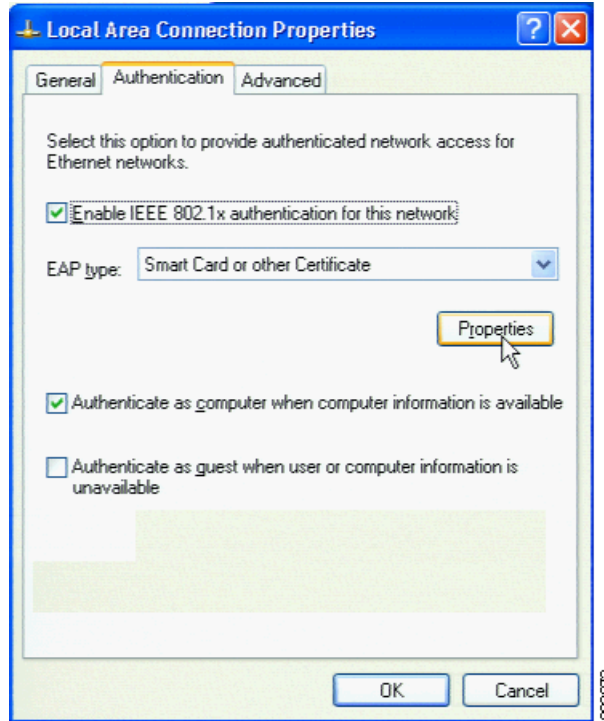 Local Area Connection Properties
General Authentication Advanced
Select this option to provide authenticated network access for
Ethernet networks.
Enable IEEE 802.1x authentication for this network
EAP type: Smart Card or other Certificate
Properties
Authenticate as computer when computer information is available
Authenticate as guest when user or computer information is
unavailable
OK Cancel